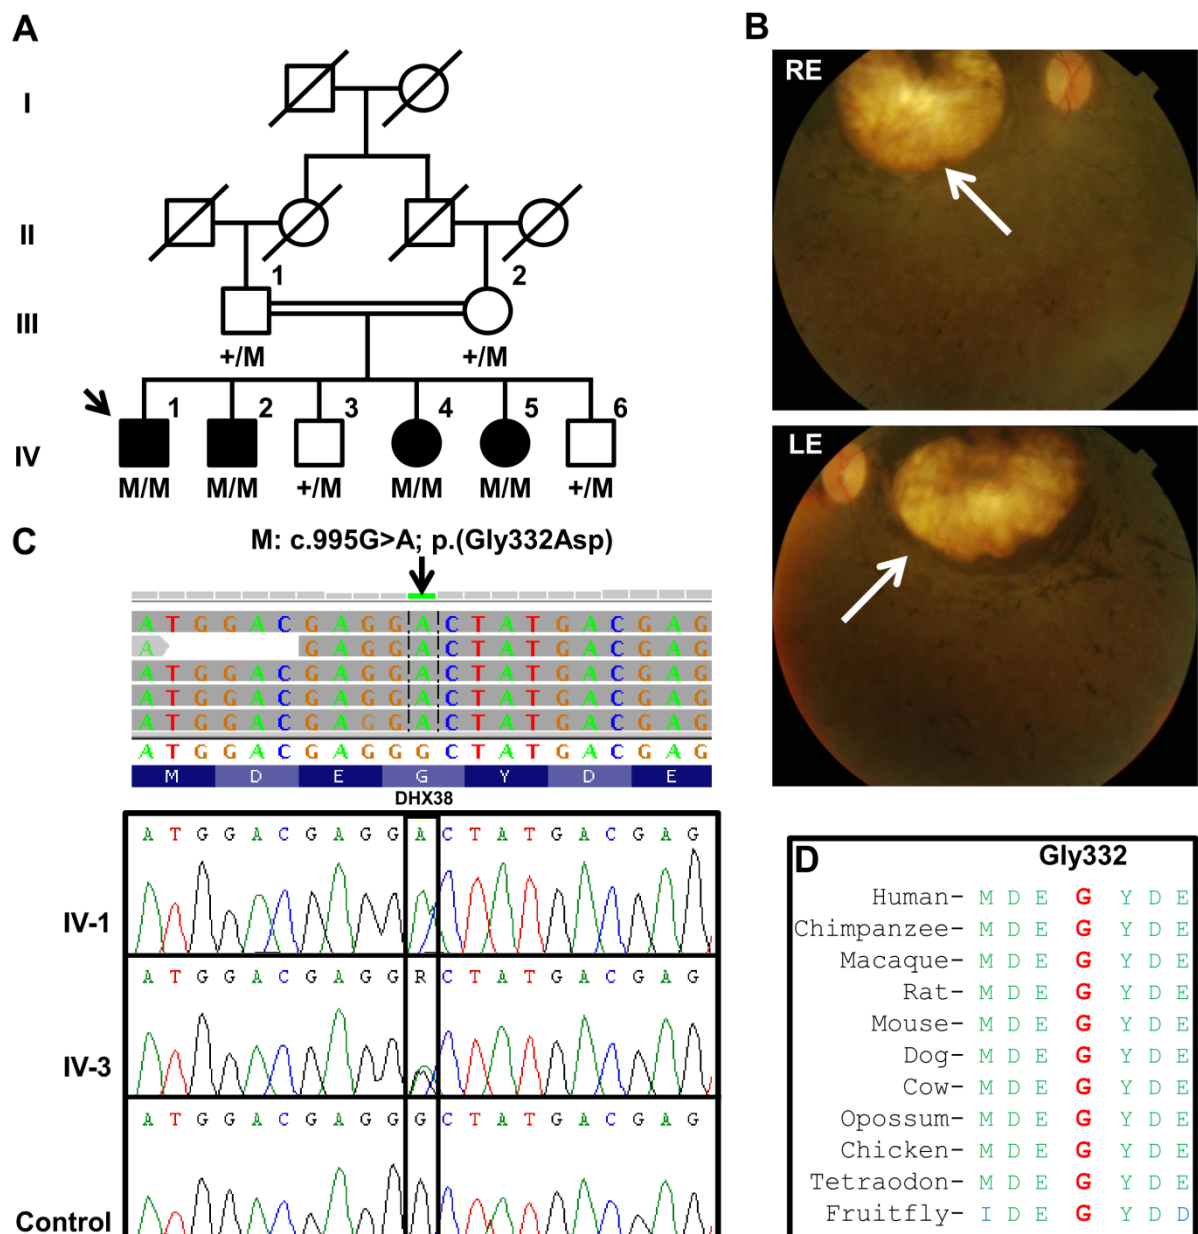 A
I
II
1 2
III
+/M +/M
1 2 3 4 5 6
IV
M/M M/M +/M M/M M/M +/M
B
RE
LE
C
M: c.995G>A; p.(Gly332Asp)
A T G G A C G A G G A C T A T G A C G A G
A G A G G A C T A T G A C G A G
A T G G A C G A G G A C T A T G A C G A G
A T G G A C G A G G A C T A T G A C G A G
A T G G A C G A G G A C T A T G A C G A G
A T G G A C G A G G G C T A T G A C G A G
M D E G Y D E
DHX38
A T G G A C G A G G A C T A T G A C G A G
IV-1
A T G G A C G A G G R C T A T G A C G A G
IV-3
A T G G A C G A G G G C T A T G A C G A G
Control
D
Gly332
Human- M D E G Y D E
Chimpanzee- M D E G Y D E
Macaque- M D E G Y D E
Rat- M D E G Y D E
Mouse- M D E G Y D E
Dog- M D E G Y D E
Cow- M D E G Y D E
Opossum- M D E G Y D E
Chicken- M D E G Y D E
Tetraodon- M D E G Y D E
Fruitfly- I D E G Y D D